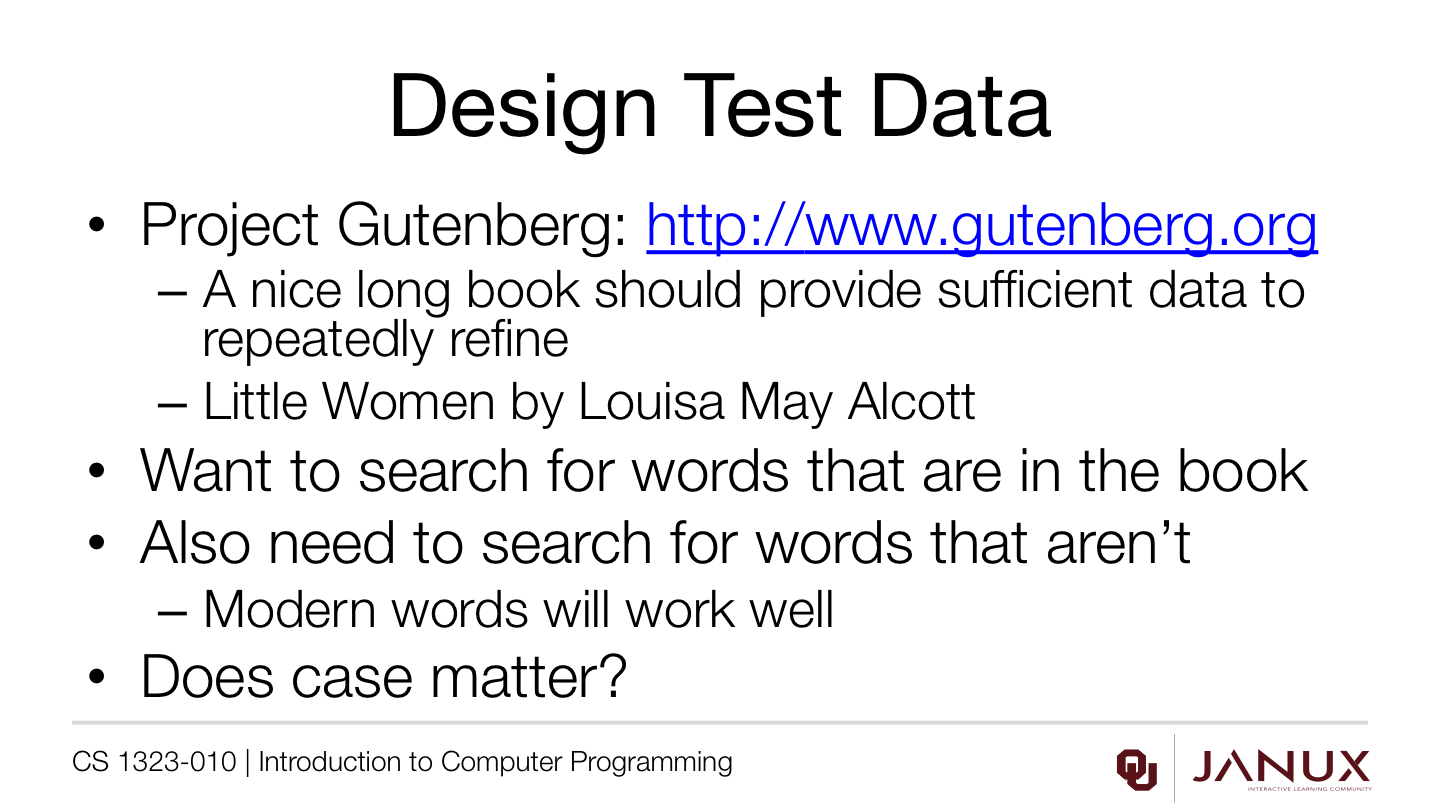 Design Test Data
• Project Gutenberg: http://www.gutenberg.org
– A nice long book should provide sufficient data to
repeatedly refine
– Little Women by Louisa May Alcott
• Want to search for words that are in the book
• Also need to search for words that aren’t
– Modern words will work well
• Does case matter?
CS 1323-010 | Introduction to Computer Programming
OU
JANUX
INTERACTIVE LEARNING COMMUNITY